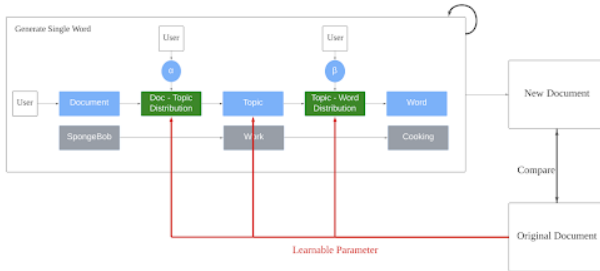 Generate Single Word
User
User
α
β
User
Document
Doc - Topic
Distribution
Topic
Topic - Word
Distribution
Word
New Document
SpongeBob
Work
Cooking
Compare
Original Document
Learnable Parameter